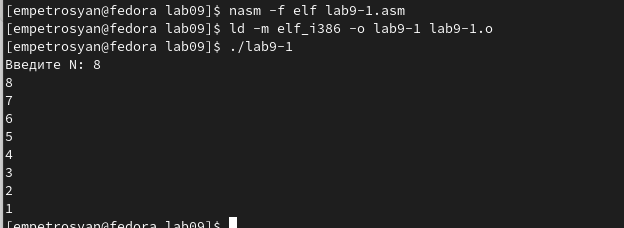 [empetrosyan@fedora lab09]$ nasm -f elf lab9-1.asm
[empetrosyan@fedora lab09]$ ld -m elf_i386 -o lab9-1 lab9-1.o
[empetrosyan@fedora lab09]$ ./lab9-1
Введите N: 8
8
7
6
5
4
3
2
1
[empetrosyan@fedora lab09]$